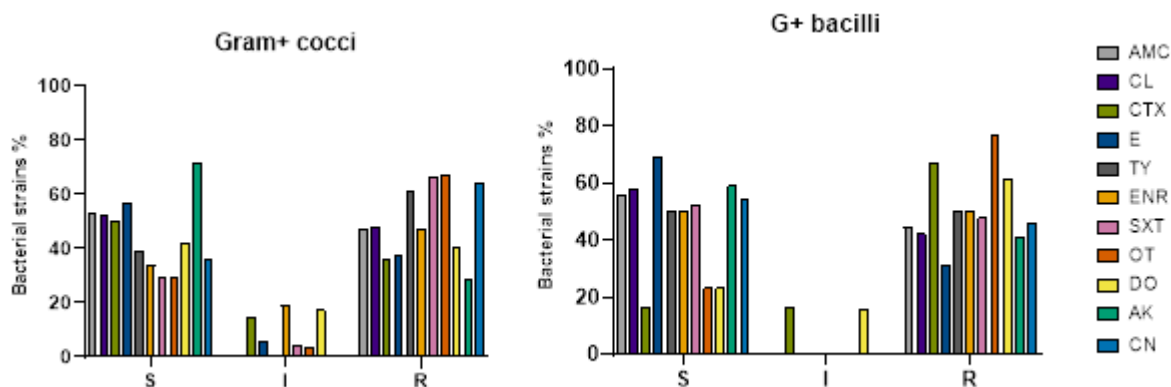 Gram+ cocci
Bacterial strains %
100
80
60
40
20
0
S I R
G+ bacilli
Bacterial strains %
100
80
60
40
20
0
S I R
AMC
CL
CTX
E
TY
ENR
SXT
OT
DO
AK
CN